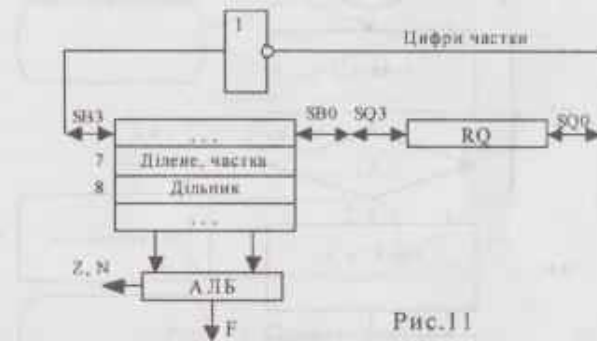 1
Цифри частки
SB3
SB0
SQ3
SQ0
. . .
RQ
7
Ділене, частка
8
Дільник
. . .
Z, N
АЛБ
F
Рис.11